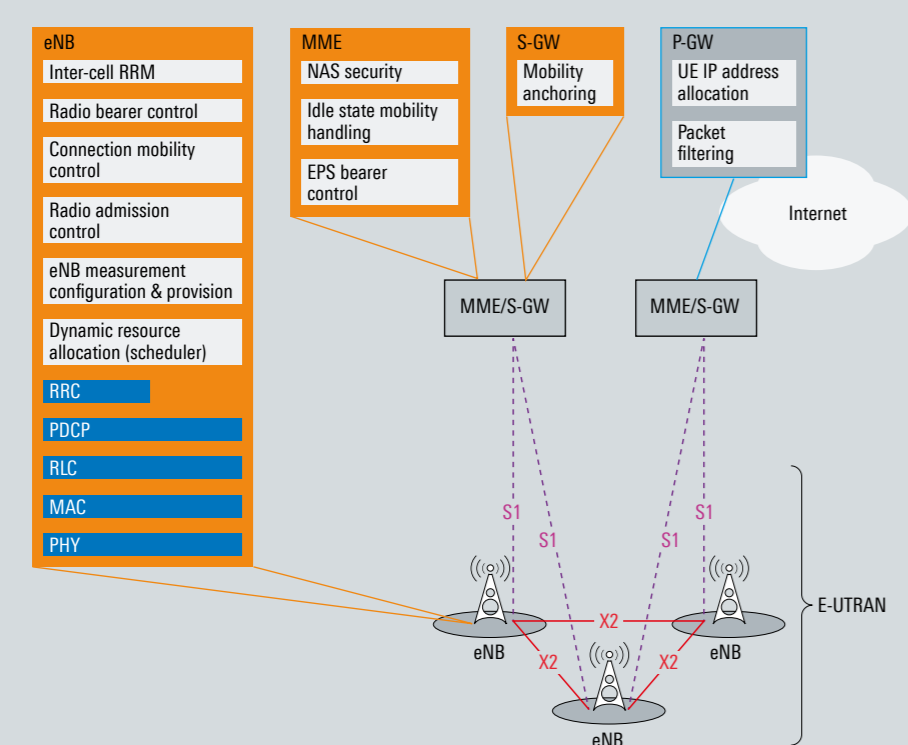 eNB
Inter-cell RRM
Radio bearer control
Connection mobility
control
Radio admission
control
eNB measurement
configuration & provision
Dynamic resource
allocation (scheduler)
RRC
PDCP
RLC
MAC
PHY
MME
NAS security
Idle state mobility
handling
EPS bearer
control
S-GW
Mobility
anchoring
P-GW
UE IP address
allocation
Packet
filtering
Internet
MME/S-GW
MME/S-GW
S1
S1
S1
S1
X2
X2
X2
eNB
eNB
eNB
E-UTRAN